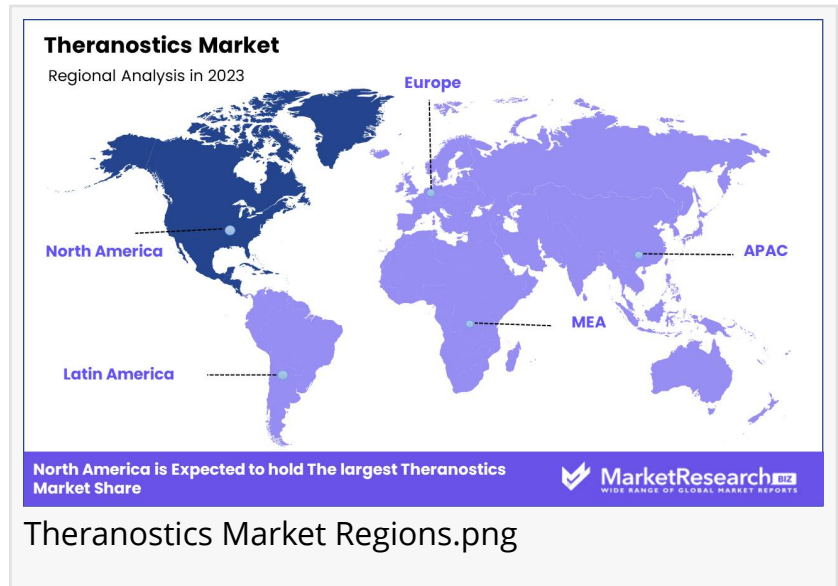 Theranostics Market
Regional Analysis in 2023
Europe
North America
APAC
MEA
Latin America
North America is Expected to hold The largest Theranostics
Market Share
MarketResearch BIZ
WIDE RANGE OF GLOBAL MARKET REPORTS
Theranostics Market Regions.png